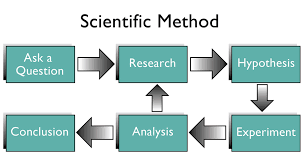 Scientific Method
Ask a
Question
Research
Hypothesis
Experiment
Analysis
Conclusion